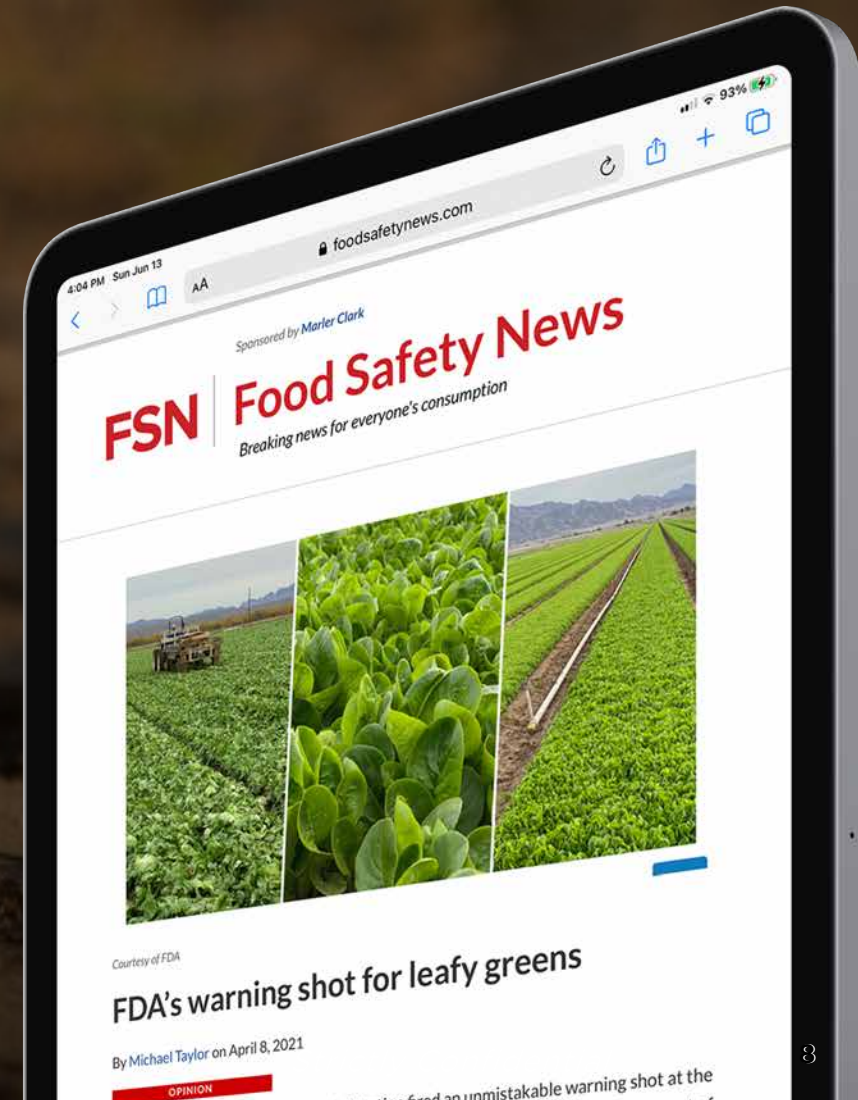 4:04 PM Sun Jun 13
93%
AA
foodsafetynews.com
Sponsored by Marler Clark
FSN | Food Safety News
Breaking news for everyone's consumption
Courtesy of FDA
FDA's warning shot for leafy greens
By Michael Taylor on April 8, 2021
OPINION
an unmistakable warning shot at the
3